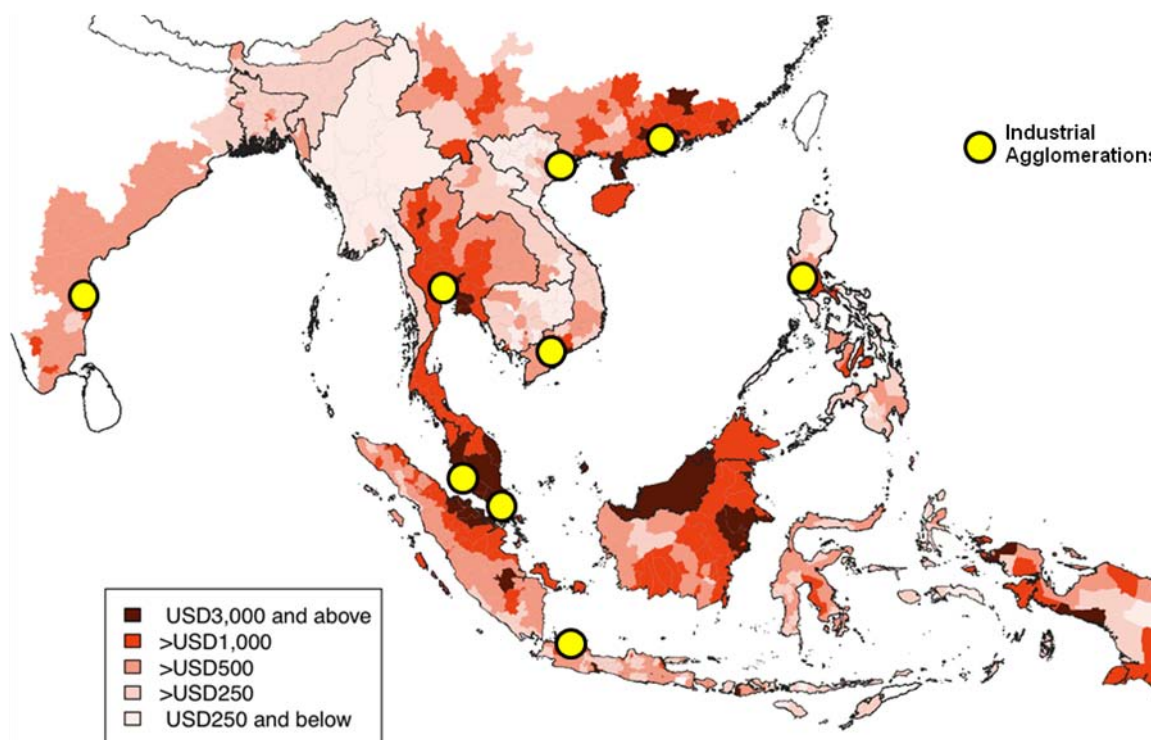 Industrial
Agglomerations
USD3,000 and above
>USD1,000
>USD500
>USD250
USD250 and below